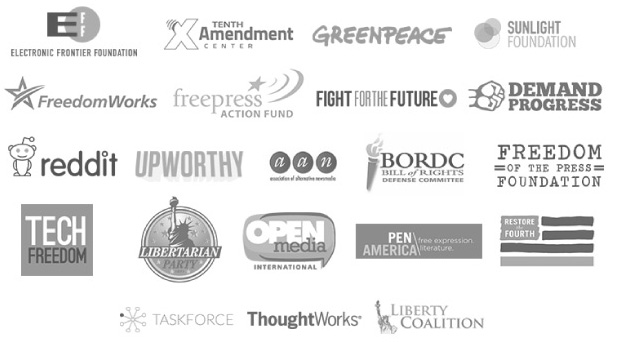 EFF
ELECTRONIC FRONTIER FOUNDATION
TENTH
Amendment
CENTER
GREENPEACE
SUNLIGHT
FOUNDATION
FreedomWorks
freepress
ACTION FUND
FIGHT FOR THE FUTURE
DEMAND
PROGRESS
reddit
UPWORTHY
aan
association of alternative newsmedia
BORDC
BILL of RIGHTS
DEFENSE COMMITTEE
FREEDOM
OF THE PRESS
FOUNDATION
TECH
FREEDOM
LIBERTARIAN
PARTY
OPEN
media
INTERNATIONAL
PEN
AMERICA
free expression.
literature.
RESTORE
the
FOURTH
TASKFORCE
ThoughtWorks®
LIBERTY
COALITION